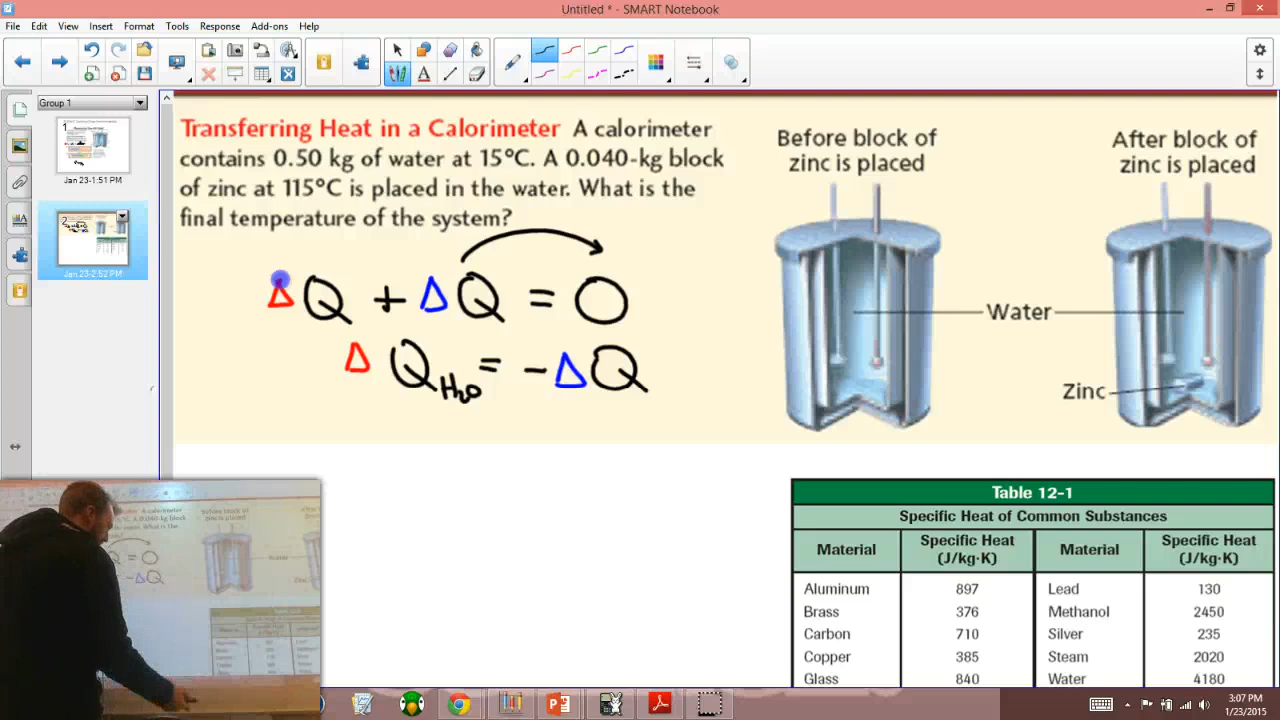 Untitled * - SMART Notebook
File Edit View Insert Format Tools Response Add-ons Help
Group 1
Jan 23-1:51 PM
Jan 23-2:52 PM
Transferring Heat in a Calorimeter A calorimeter
contains 0.50 kg of water at 15°C. A 0.040-kg block
of zinc at 115°C is placed in the water. What is the
final temperature of the system?
Δ Q + Δ Q = O
Δ Q H₂O = - Δ Q
Before block of
zinc is placed
After block of
zinc is placed
Water
Zinc
Table 12-1
Specific Heat of Common Substances
Material Specific Heat (J/kg·K) Material Specific Heat (J/kg·K)
Aluminum 897 Lead 130
Brass 376 Methanol 2450
Carbon 710 Silver 235
Copper 385 Steam 2020
Glass 840 Water 4180
3:07 PM
1/23/2015